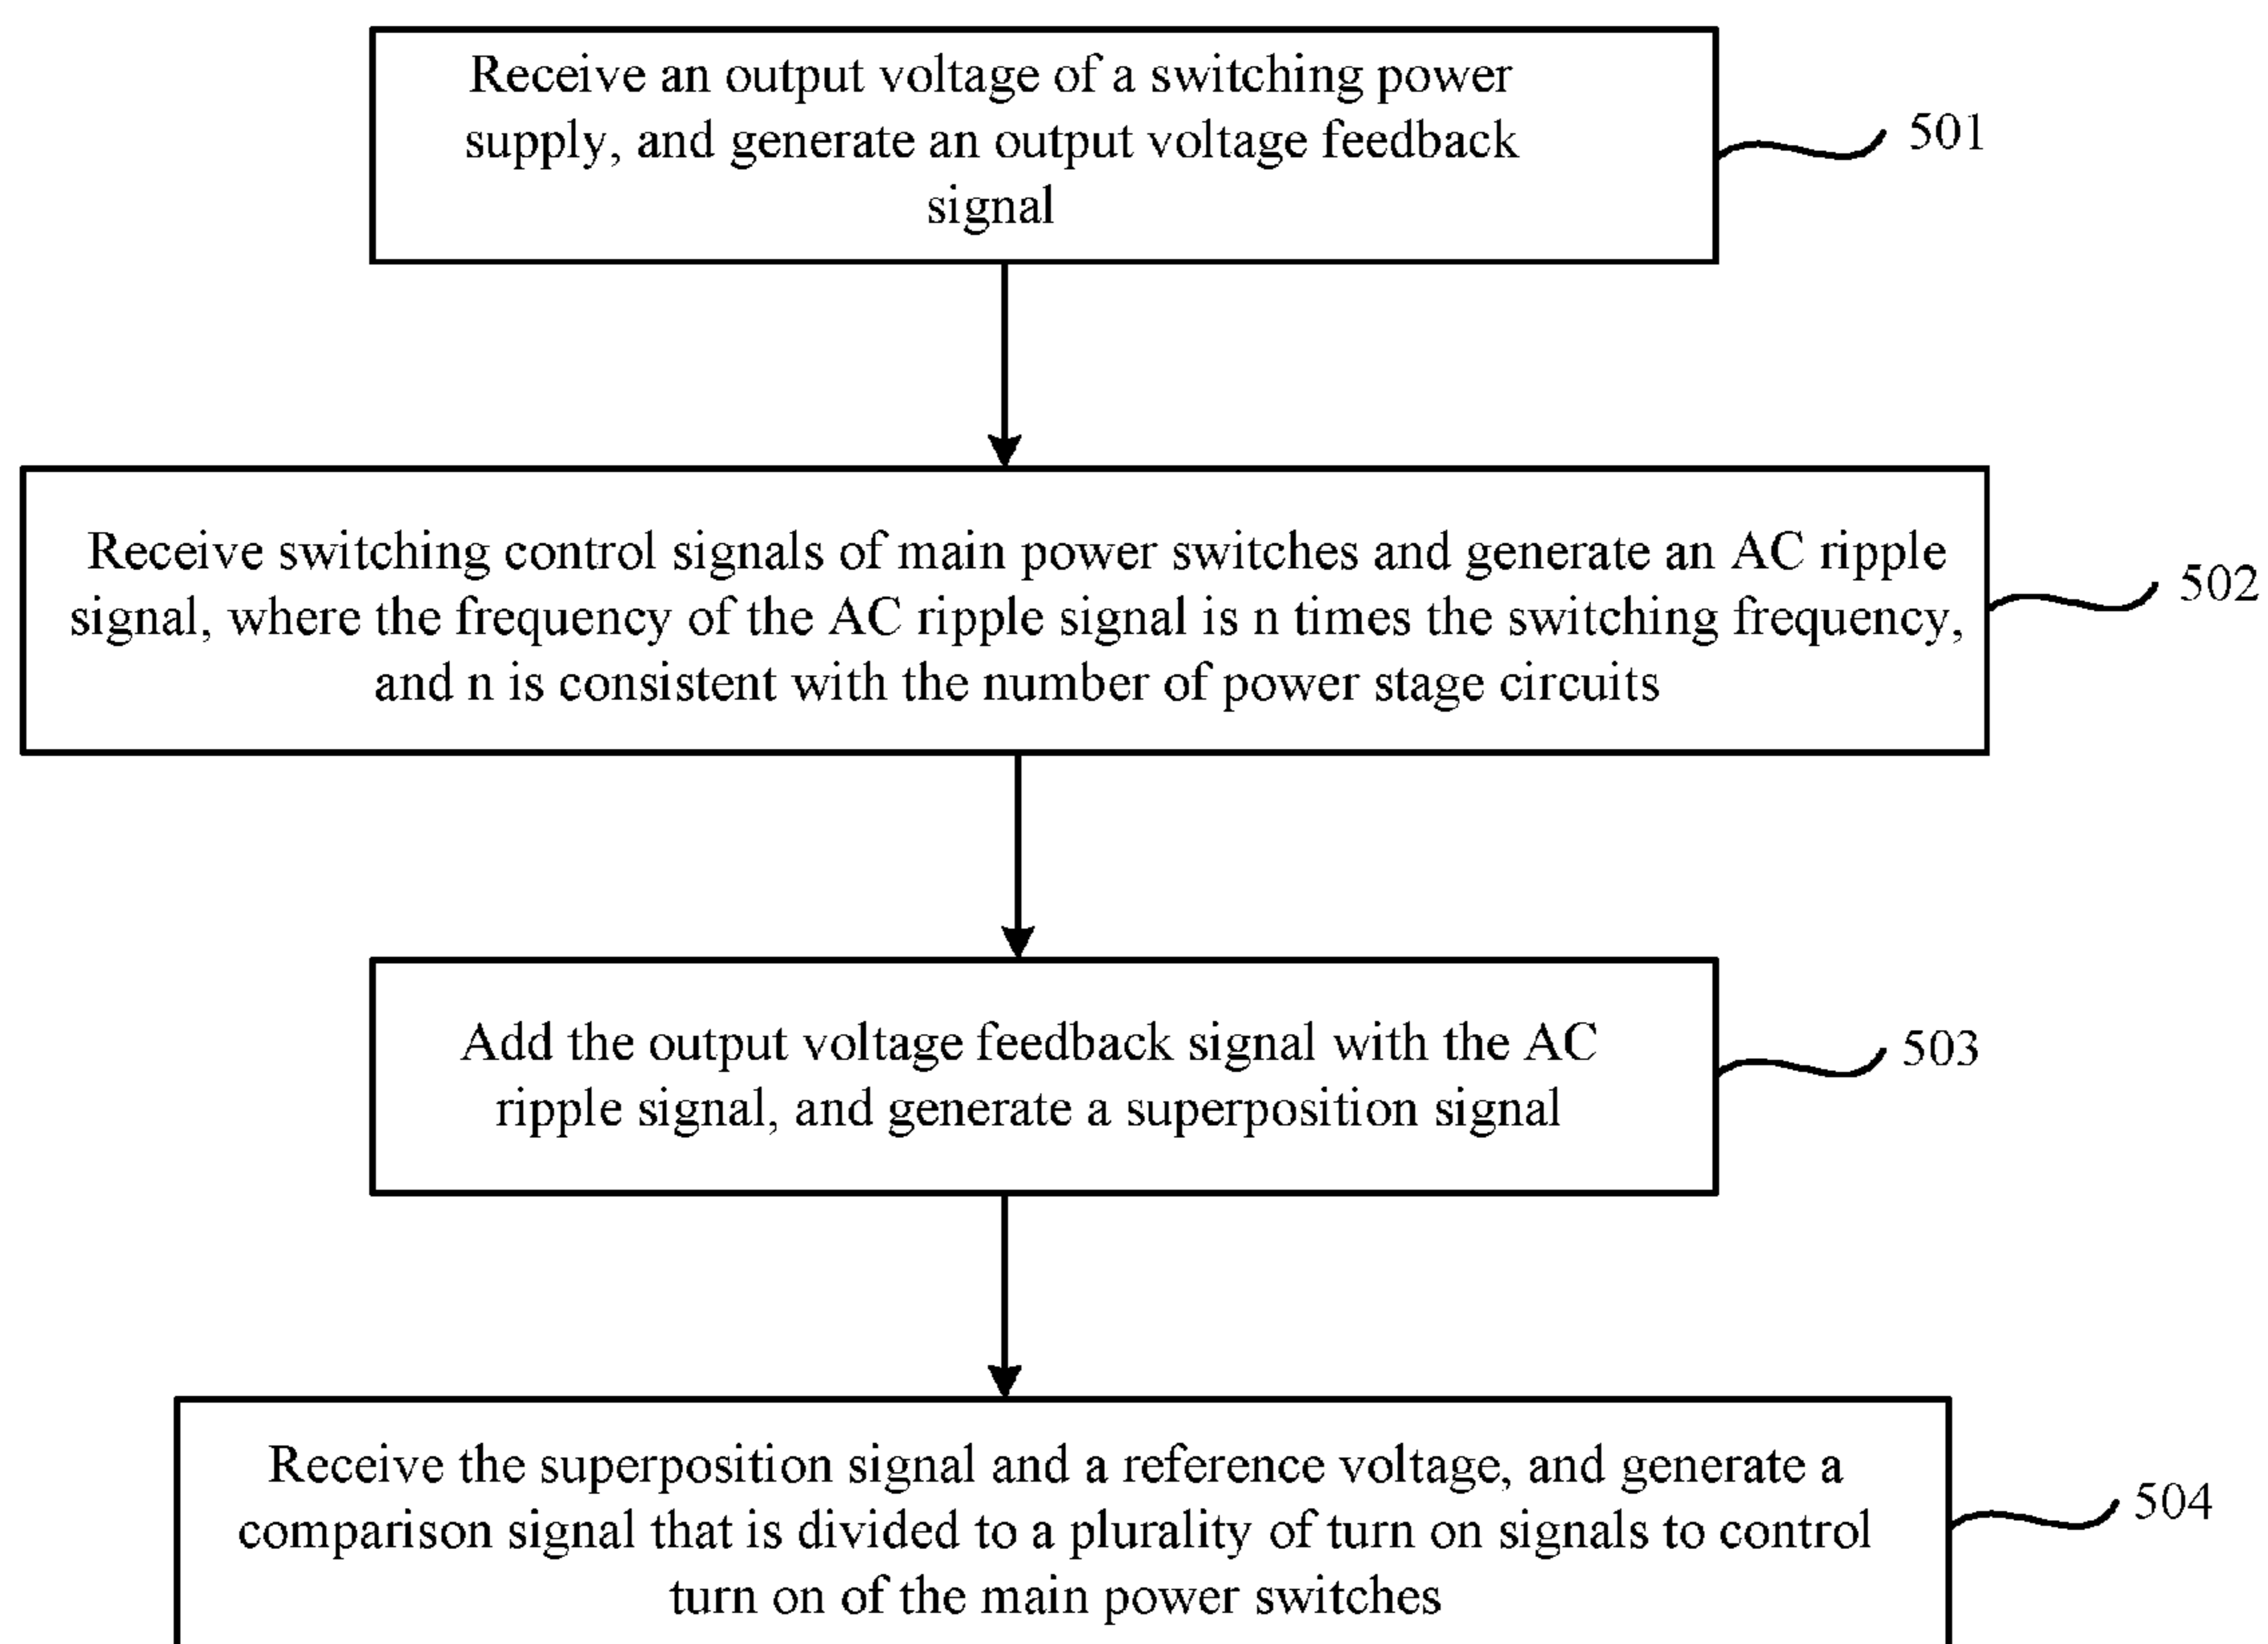 Receive an output voltage of a switching power
supply, and generate an output voltage feedback
signal
501
Receive switching control signals of main power switches and generate an AC ripple
signal, where the frequency of the AC ripple signal is n times the switching frequency,
and n is consistent with the number of power stage circuits
502
Add the output voltage feedback signal with the AC
ripple signal, and generate a superposition signal
503
Receive the superposition signal and a reference voltage, and generate a
comparison signal that is divided to a plurality of turn on signals to control
turn on of the main power switches
504